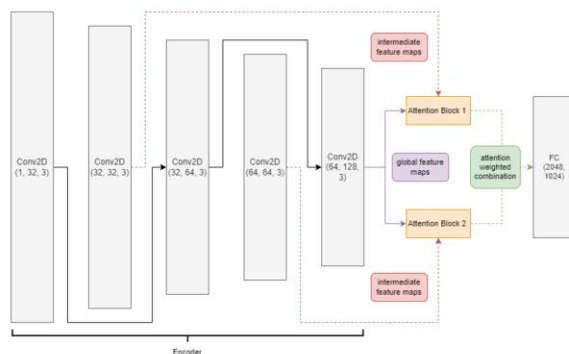 Conv2D
(1, 32, 3)
Conv2D
(32, 32, 3)
Conv2D
(32, 64, 3)
Conv2D
(64, 64, 3)
Conv2D
(64, 128,
3)
intermediate
feature maps
Attention Block 1
global feature
maps
Attention Block 2
intermediate
feature maps
attention
weighted
combination
FC
(2048,
1024)
Encoder